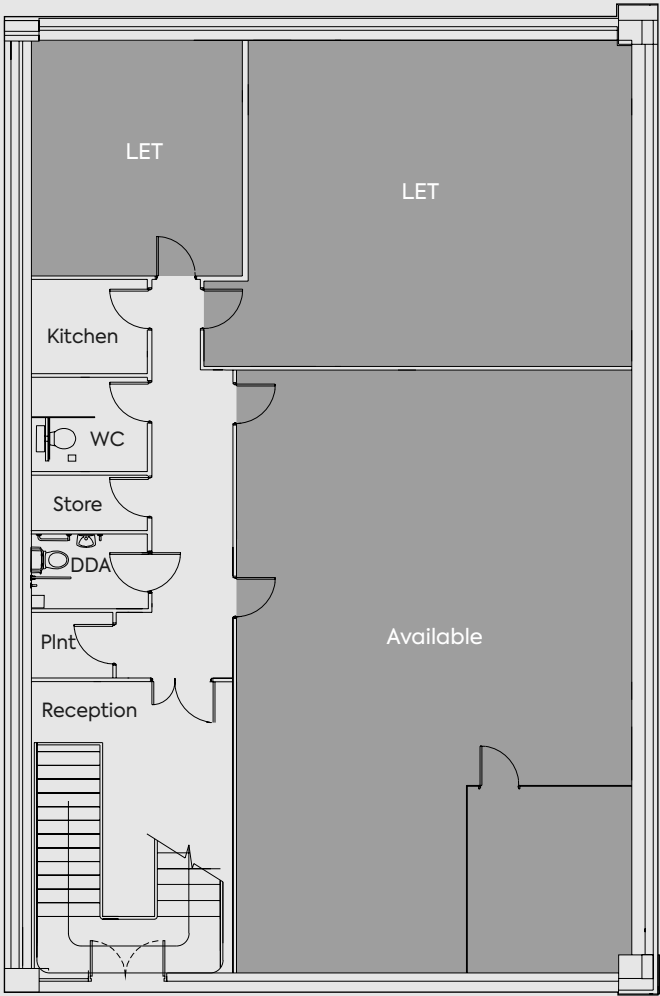 LET
LET
Kitchen
WC
Store
DDA
Plnt
Available
Reception